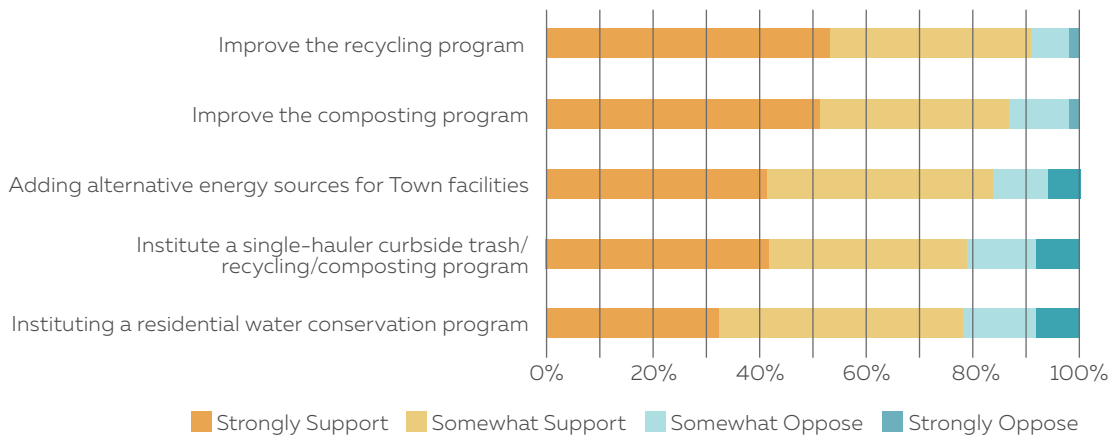 Improve the recycling program
Improve the composting program
Adding alternative energy sources for Town facilities
Institute a single-hauler curbside trash/
recycling/composting program
Instituting a residential water conservation program
0% 20% 40% 60% 80% 100%
Strongly Support Somewhat Support Somewhat Oppose Strongly Oppose